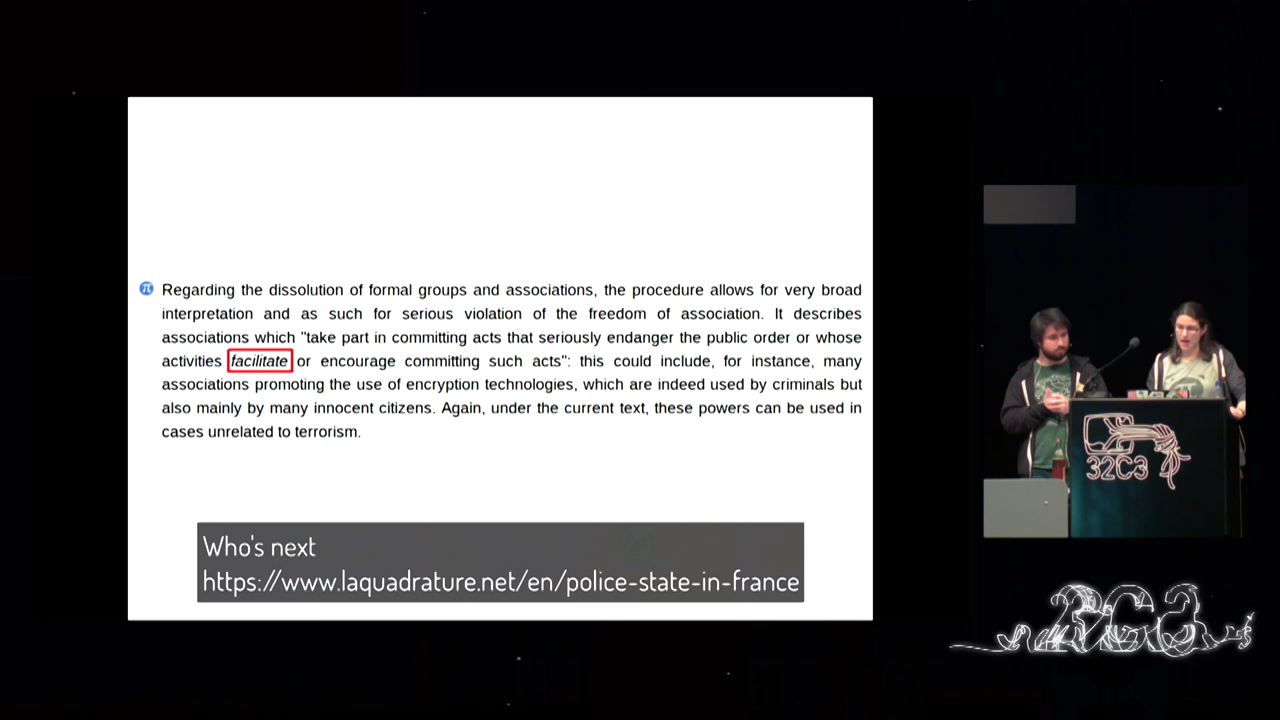 Regarding the dissolution of formal groups and associations, the procedure allows for very broad
interpretation and as such for serious violation of the freedom of association. It describes
associations which "take part in committing acts that seriously endanger the public order or whose
activities facilitate or encourage committing such acts": this could include, for instance, many
associations promoting the use of encryption technologies, which are indeed used by criminals but
also mainly by many innocent citizens. Again, under the current text, these powers can be used in
cases unrelated to terrorism.
Who's next
https://www.laquadrature.net/en/police-state-in-france
32C3
32C3